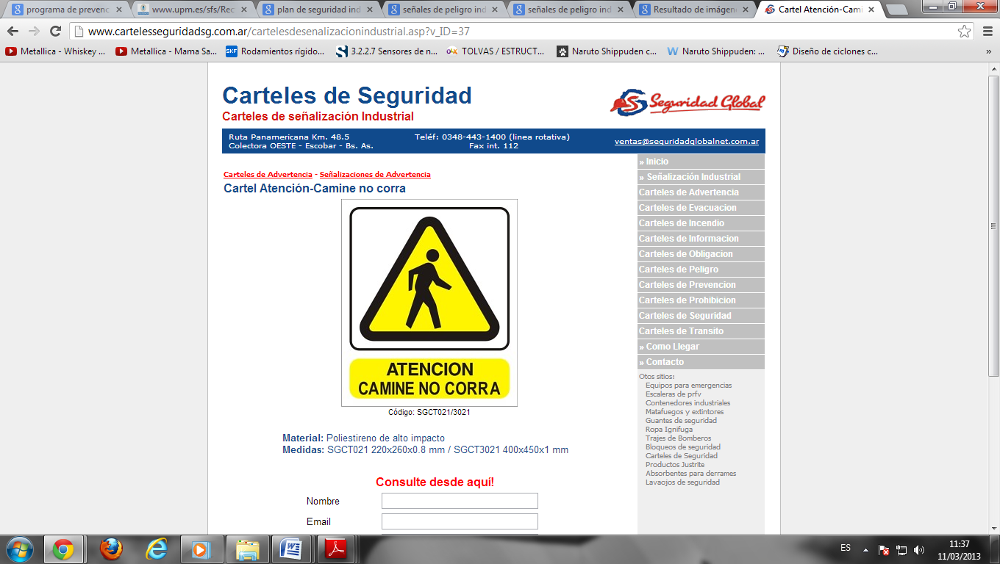 programa de prevenc
www.upm.es/sfs/Rec
plan de seguridad ind
señales de peligro ind
señales de peligro ind
Resultado de imágen
Cartel Atención-Cami
www.cartelesseguridadsg.com.ar/cartelesdesenalizacionindustrial.asp?v_ID=37
Metallica - Whiskey ...
Metallica - Mama Sa...
SKF Rodamientos rígido...
3.2.2.7 Sensores de n...
olx TOLVAS / ESTRUCT...
Naruto Shippuden c...
W Naruto Shippuden: ...
Diseño de ciclones c...
»
Carteles de Seguridad
Carteles de señalización Industrial
Seguridad Global
Ruta Panamericana Km. 48.5
Colectora OESTE - Escobar - Bs. As.
Teléf: 0348-443-1400 (linea rotativa)
Fax int. 112
ventas@seguridadglobalnet.com.ar
Carteles de Advertencia - Señalizaciones de Advertencia
Cartel Atención-Camine no corra
ATENCION
CAMINE NO CORRA
Código: SGCT021/3021
Material: Poliestireno de alto impacto
Medidas: SGCT021 220x260x0.8 mm / SGCT3021 400x450x1 mm
Consulte desde aquí!
Nombre
Email
» Inicio
» Señalización Industrial
Carteles de Advertencia
Carteles de Evacuacion
Carteles de Incendio
Carteles de Informacion
Carteles de Obligacion
Carteles de Peligro
Carteles de Prevencion
Carteles de Prohibicion
Carteles de Seguridad
Carteles de Transito
» Como Llegar
» Contacto
Otos sitios:
Equipos para emergencias
Escaleras de prfv
Contenedores industriales
Matafuegos y extintores
Guantes de seguridad
Ropa Ignifuga
Trajes de Bomberos
Bloqueos de seguridad
Carteles de Seguridad
Productos Justrite
Absorbentes para derrames
Lavaojos de seguridad
ES
11:37
11/03/2013